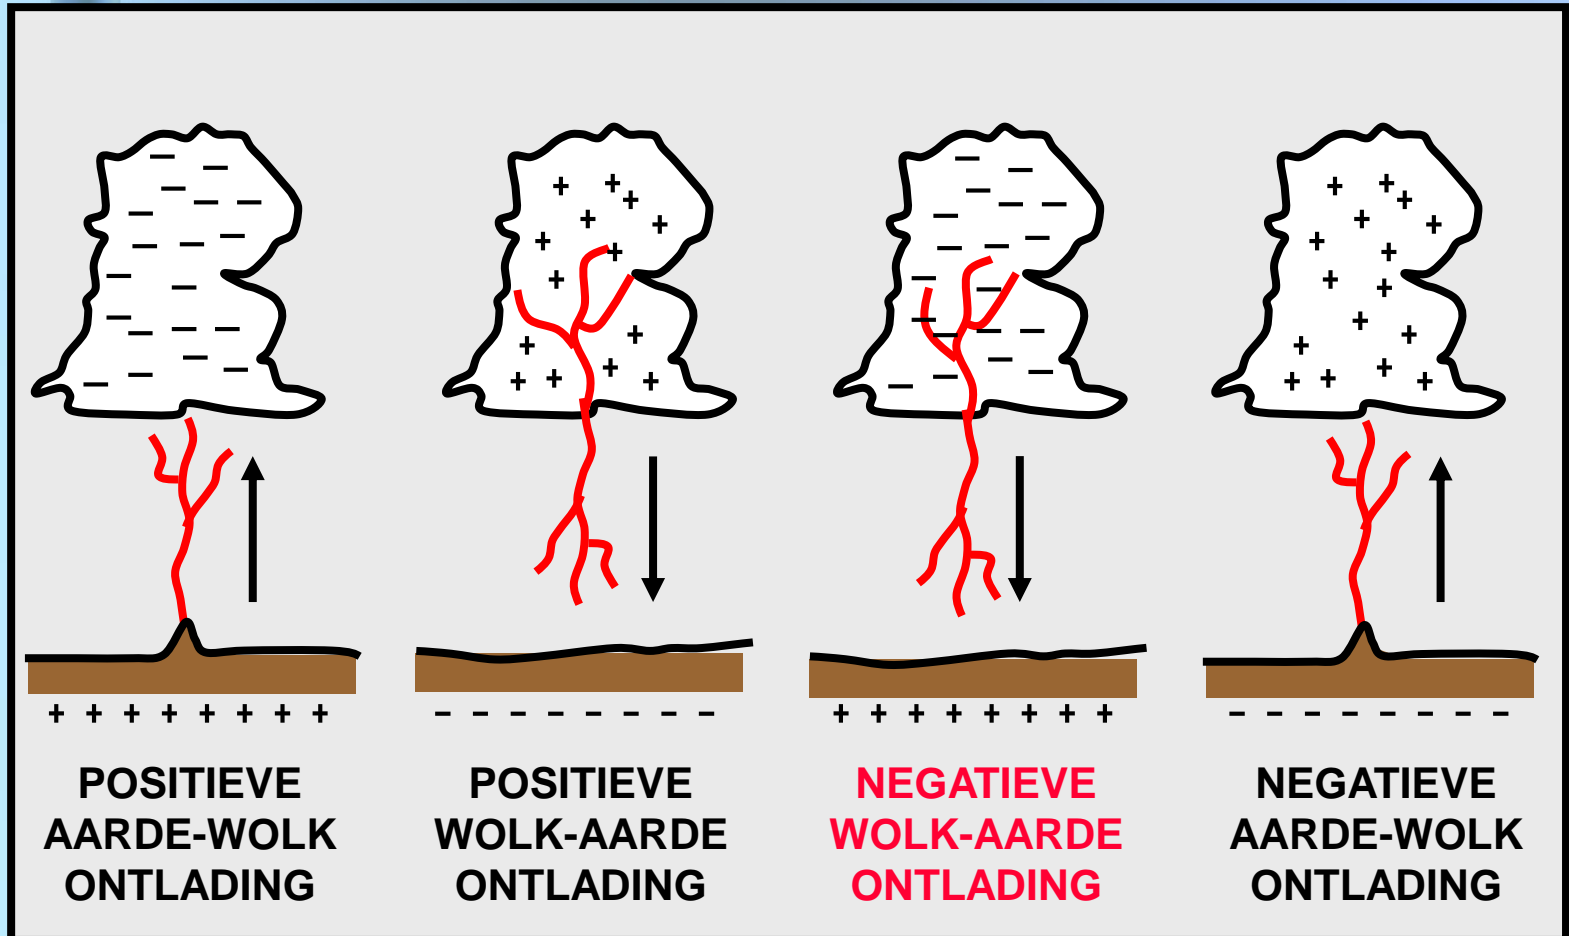 + + + + + + + +
POSITIEVE
AARDE-WOLK
ONTLADING
- - - - - - - -
POSITIEVE
WOLK-AARDE
ONTLADING
+ + + + + + + +
NEGATIEVE
WOLK-AARDE
ONTLADING
- - - - - - - -
NEGATIEVE
AARDE-WOLK
ONTLADING